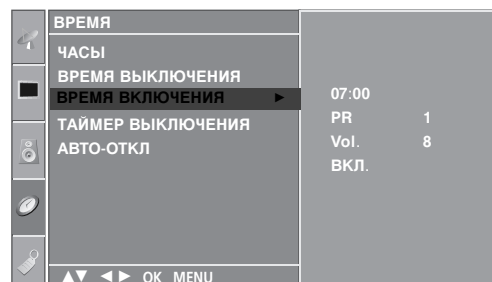 ВРЕМЯ
ЧАСЫ
ВРЕМЯ ВЫКЛЮЧЕНИЯ
ВРЕМЯ ВКЛЮЧЕНИЯ ►
ТАЙМЕР ВЫКЛЮЧЕНИЯ
АВТО-ОТКЛ
07:00
PR 1
Vol. 8
ВКЛ.
▲▼ ◄► OK MENU